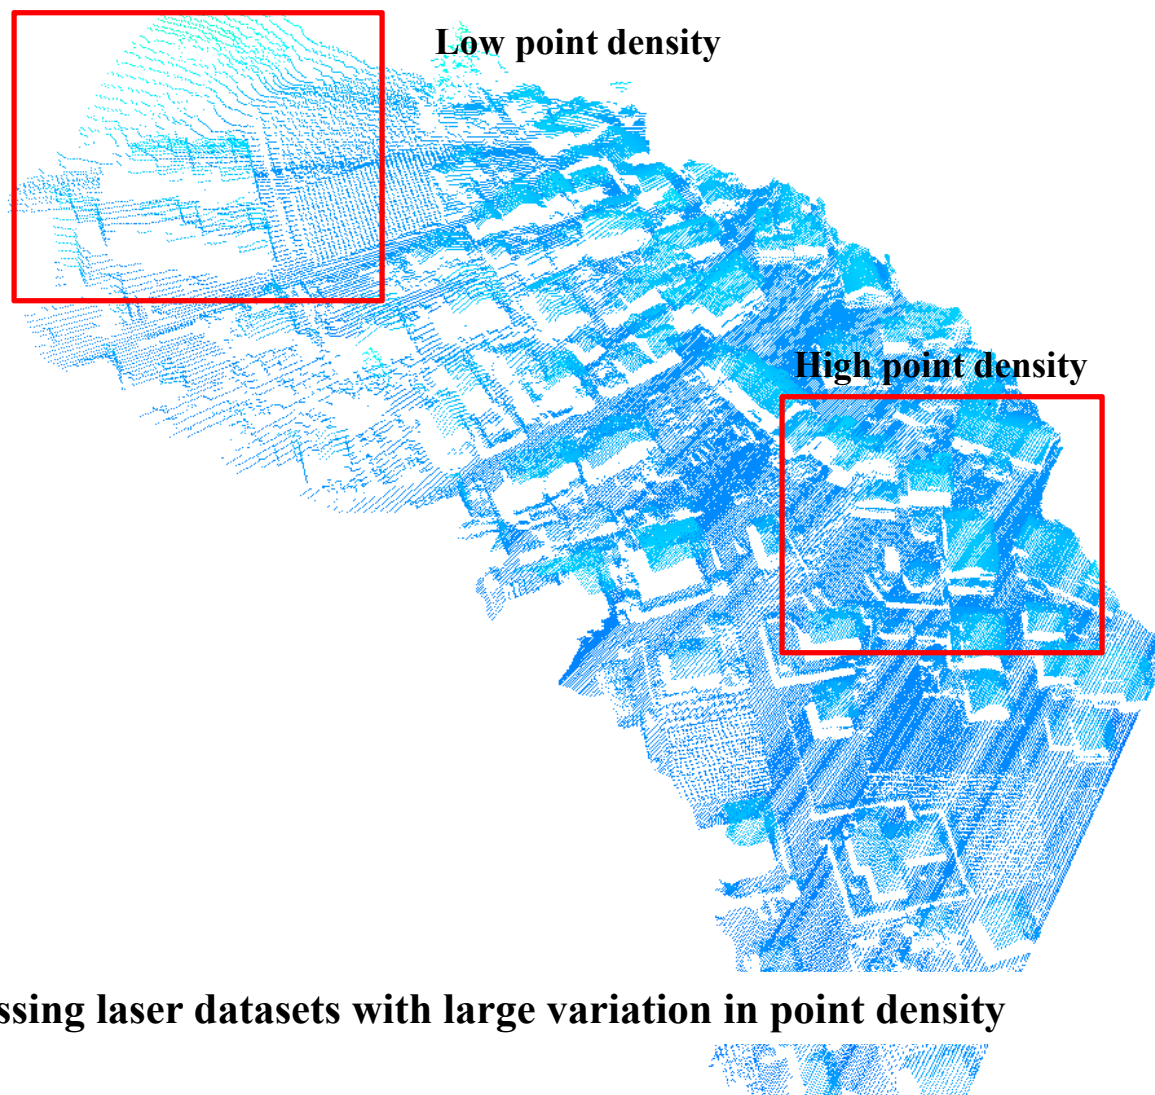 Low point density
High point density
ssing laser datasets with large variation in point density